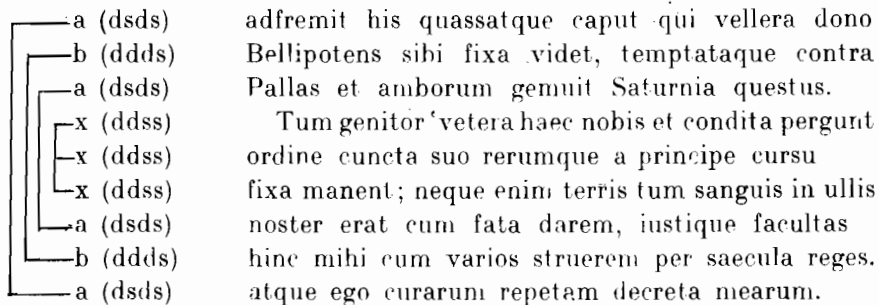 a (dsds) adfremit his quassatque caput qui vellera dono
b (ddds) Bellipotens sibi fixa videt, temptataque contra
a (dsds) Pallas et amborum gemuit Saturnia questus.
x (ddss) Tum genitor 'vetera haec nobis et condita pergunt
x (ddss) ordine cuncta suo rerumque a principe cursu
x (ddss) fixa manent; neque enim terris tum sanguis in ullis
a (dsds) noster erat cum fata darem, iustique facultas
b (ddds) hinc mihi cum varios struerem per saecula reges.
a (dsds) atque ego curarum repetam decreta mearum.